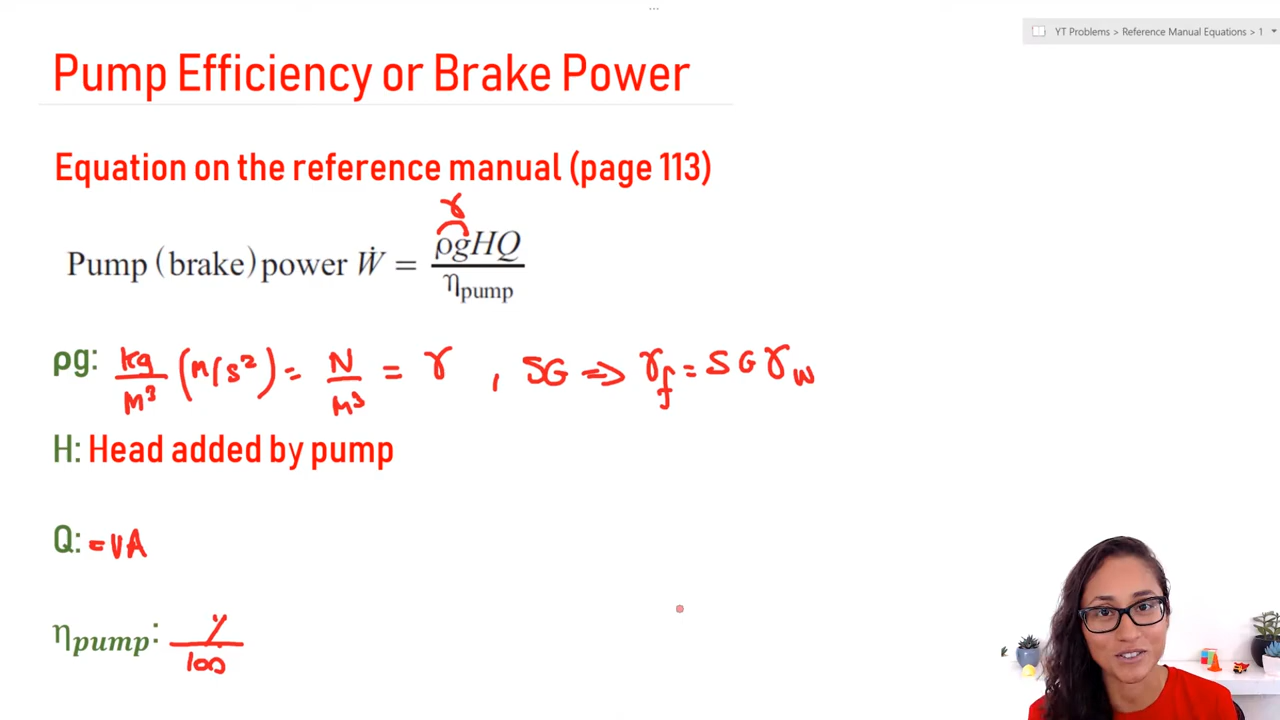 YT Problems > Reference Manual Equations > 1
Pump Efficiency or Brake Power
Equation on the reference manual (page 113)
γ
Pump (brake) power Ẇ = ρgHQ / ηpump
ρg: kg/m³ (m/s²) = N/m³ = γ , SG ⇒ γf = SG γw
H: Head added by pump
Q: = VA
ηpump: %/100